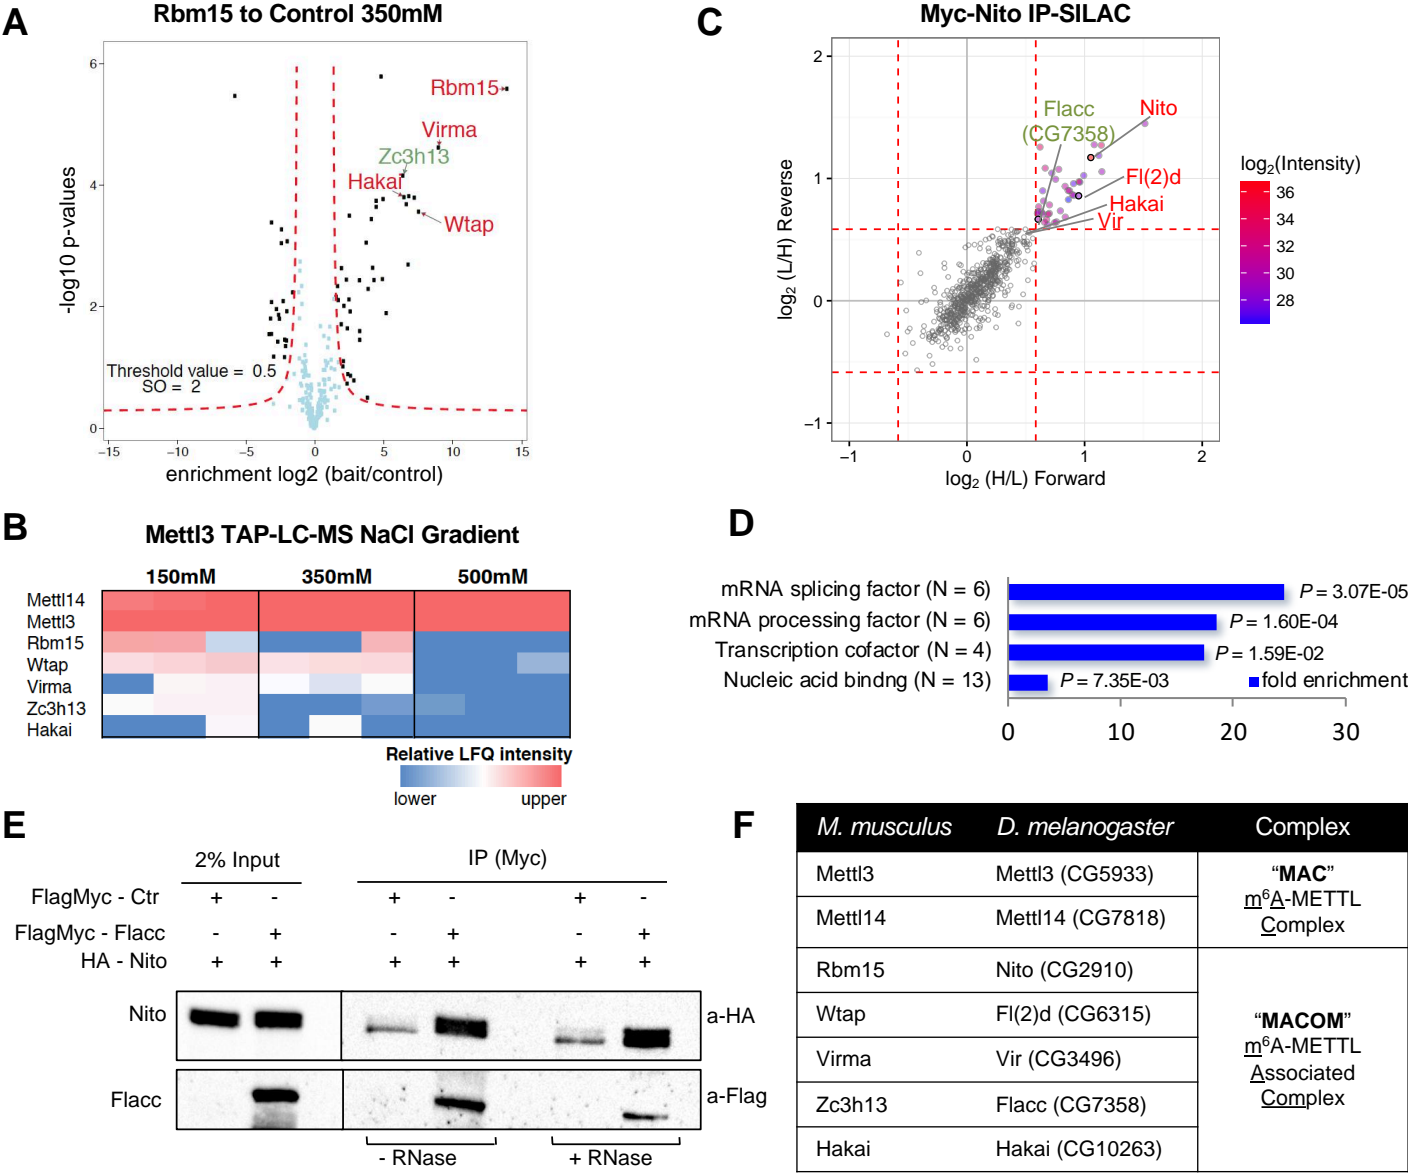 A
Rbm15 to Control 350mM
-log10 p-values
6
4
2
0
Rbm15
Virma
Zc3h13
Hakai
Wtap
Threshold value = 0.5
SO = 2
−15 −10 −5 0 5 10 15
enrichment log2 (bait/control)
B
Mettl3 TAP-LC-MS NaCl Gradient
150mM 350mM 500mM
Mettl14
Mettl3
Rbm15
Wtap
Virma
Zc3h13
Hakai
Relative LFQ intensity
lower upper
C
Myc-Nito IP-SILAC
log2 (L/H) Reverse
2
1
0
−1
Flacc
(CG7358)
Nito
Fl(2)d
Hakai
Vir
−1 0 1 2
log2 (H/L) Forward
log2(Intensity)
36
34
32
30
28
D
mRNA splicing factor (N = 6) P = 3.07E-05
mRNA processing factor (N = 6) P = 1.60E-04
Transcription cofactor (N = 4) P = 1.59E-02
Nucleic acid bindng (N = 13) P = 7.35E-03 fold enrichment
0 10 20 30
E
2% Input IP (Myc)
FlagMyc - Ctr + - + - + -
FlagMyc - Flacc - + - + - +
HA - Nito + + + + + +
Nito a-HA
Flacc a-Flag
- RNase + RNase
F
M. musculus D. melanogaster Complex
Mettl3 Mettl3 (CG5933)
Mettl14 Mettl14 (CG7818)
“MAC”
m6A-METTL
Complex
Rbm15 Nito (CG2910)
Wtap Fl(2)d (CG6315)
Virma Vir (CG3496)
Zc3h13 Flacc (CG7358)
Hakai Hakai (CG10263)
“MACOM”
m6A-METTL
Associated
Complex